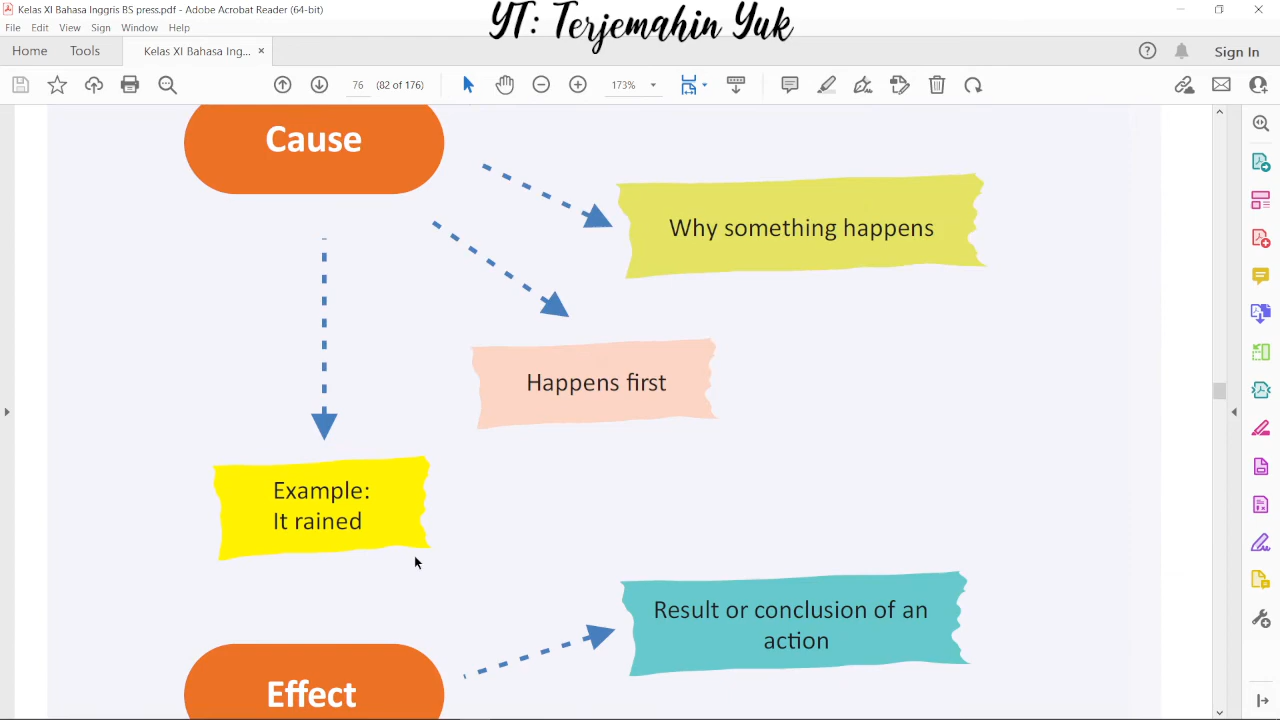 Kelas XI Bahasa Inggris BS press.pdf - Adobe Acrobat Reader (64-bit)
YT: Terjemahin Yuk
File Edit View Sign Window Help
Home Tools Kelas XI Bahasa Ing... × Sign In
76 (82 of 176) 173%
Cause
Why something happens
Happens first
Example:
It rained
Result or conclusion of an
action
Effect